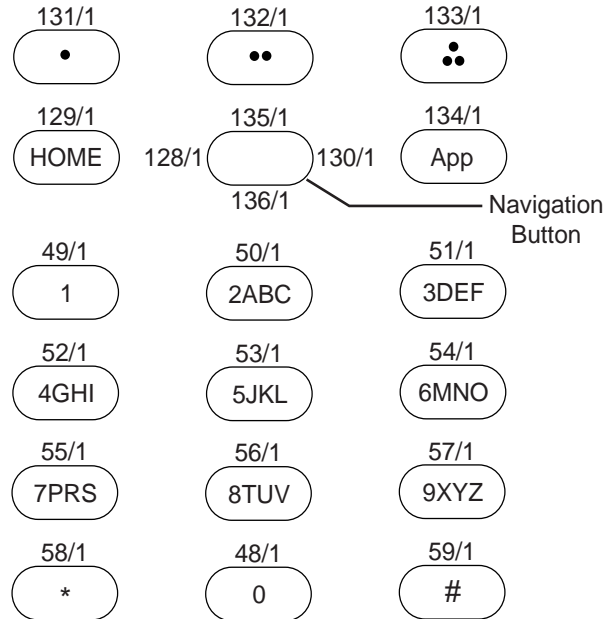 131/1 132/1 133/1
129/1 135/1 134/1
HOME 128/1 130/1 App
136/1
Navigation
Button
49/1 50/1 51/1
1 2ABC 3DEF
52/1 53/1 54/1
4GHI 5JKL 6MNO
55/1 56/1 57/1
7PRS 8TUV 9XYZ
58/1 48/1 59/1
* 0 #